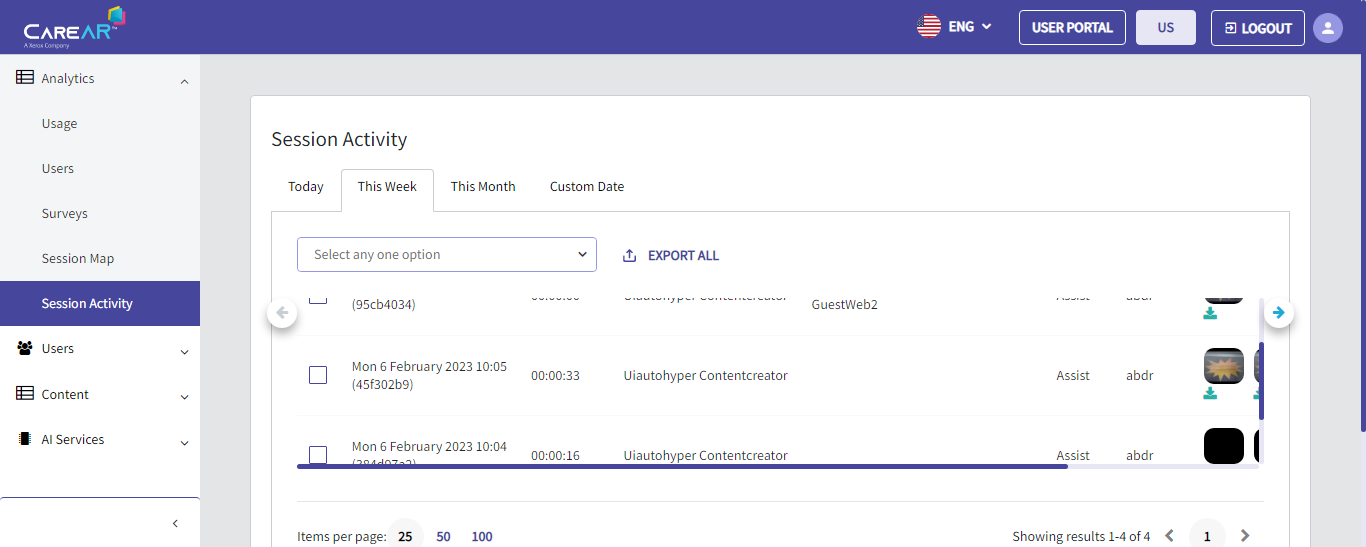 CareAR™
A Xerox Company
ENG
USER PORTAL
US
LOGOUT
Analytics
Usage
Users
Surveys
Session Map
Session Activity
Users
Content
AI Services
Session Activity
Today
This Week
This Month
Custom Date
Select any one option
EXPORT ALL
(95cb4034) 00:00:00 Uiautohyper Contentcreator GuestWeb2 Assist abdr
Mon 6 February 2023 10:05
(45f302b9)
00:00:33
Uiautohyper Contentcreator
Assist
abdr
Mon 6 February 2023 10:04
(384d97a2)
00:00:16
Uiautohyper Contentcreator
Assist
abdr
Items per page: 25 50 100
Showing results 1-4 of 4
1